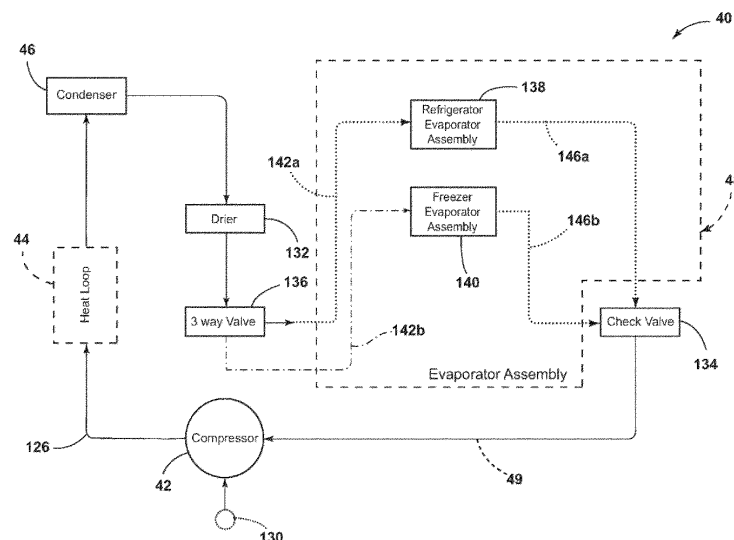 40
46
Condenser
138
Refrigerator
Evaporator
Assembly
142a
146a
Freezer
Evaporator
Assembly
Drier
132
146b
4
44
Heat Loop
136
140
3 way Valve
142b
Check Valve
134
Evaporator Assembly
126
Compressor
42
49
130